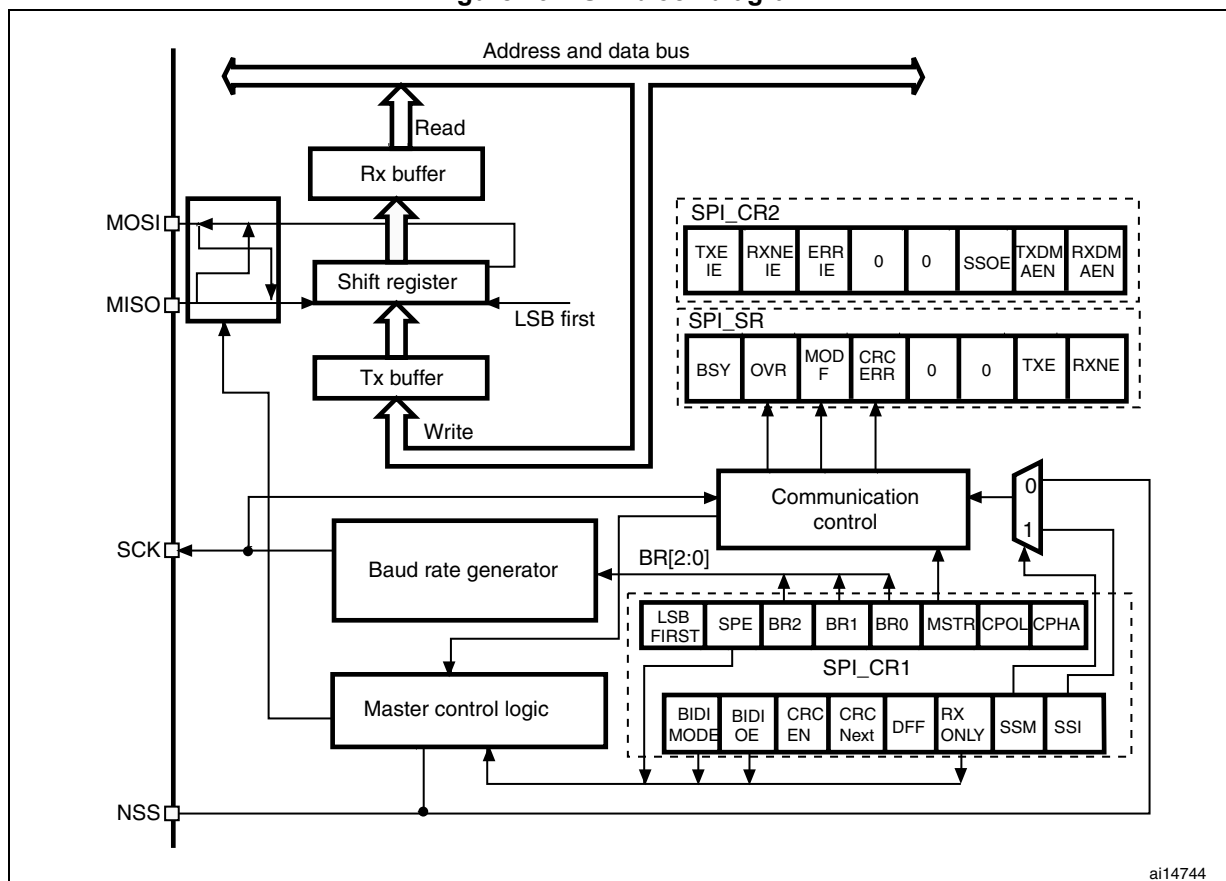 Address and data bus
Read
Rx buffer
MOSI
SPI_CR2
TXE
IE
RXNE
IE
ERR
IE
0
0
SSOE
TXDM
AEN
RXDM
AEN
Shift register
MISO
LSB first
SPI_SR
BSY
OVR
MOD
F
CRC
ERR
0
0
TXE
RXNE
Tx buffer
Write
Communication
control
0
1
SCK
Baud rate generator
BR[2:0]
LSB
FIRST
SPE
BR2
BR1
BR0
MSTR
CPOL
CPHA
SPI_CR1
Master control logic
BIDI
MODE
BIDI
OE
CRC
EN
CRC
Next
DFF
RX
ONLY
SSM
SSI
NSS
ai14744